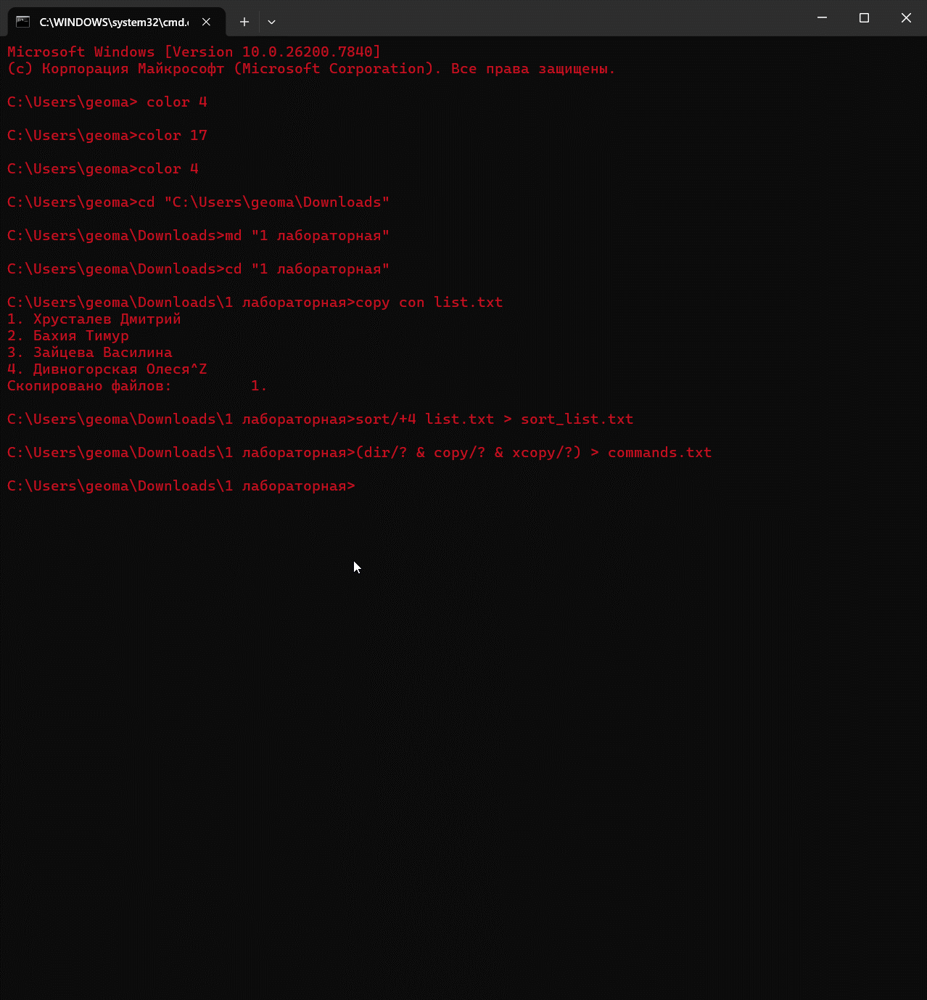 C:\WINDOWS\system32\cmd.
Microsoft Windows [Version 10.0.26200.7840]
(c) Корпорация Майкрософт (Microsoft Corporation). Все права защищены.
C:\Users\geoma> color 4
C:\Users\geoma>color 17
C:\Users\geoma>color 4
C:\Users\geoma>cd "C:\Users\geoma\Downloads"
C:\Users\geoma\Downloads>md "1 лабораторная"
C:\Users\geoma\Downloads>cd "1 лабораторная"
C:\Users\geoma\Downloads\1 лабораторная>copy con list.txt
1. Хрусталев Дмитрий
2. Бахия Тимур
3. Зайцева Василина
4. Дивногорская Олеся^Z
Скопировано файлов:         1.
C:\Users\geoma\Downloads\1 лабораторная>sort/+4 list.txt > sort_list.txt
C:\Users\geoma\Downloads\1 лабораторная>(dir/? & copy/? & xcopy/?) > commands.txt
C:\Users\geoma\Downloads\1 лабораторная>